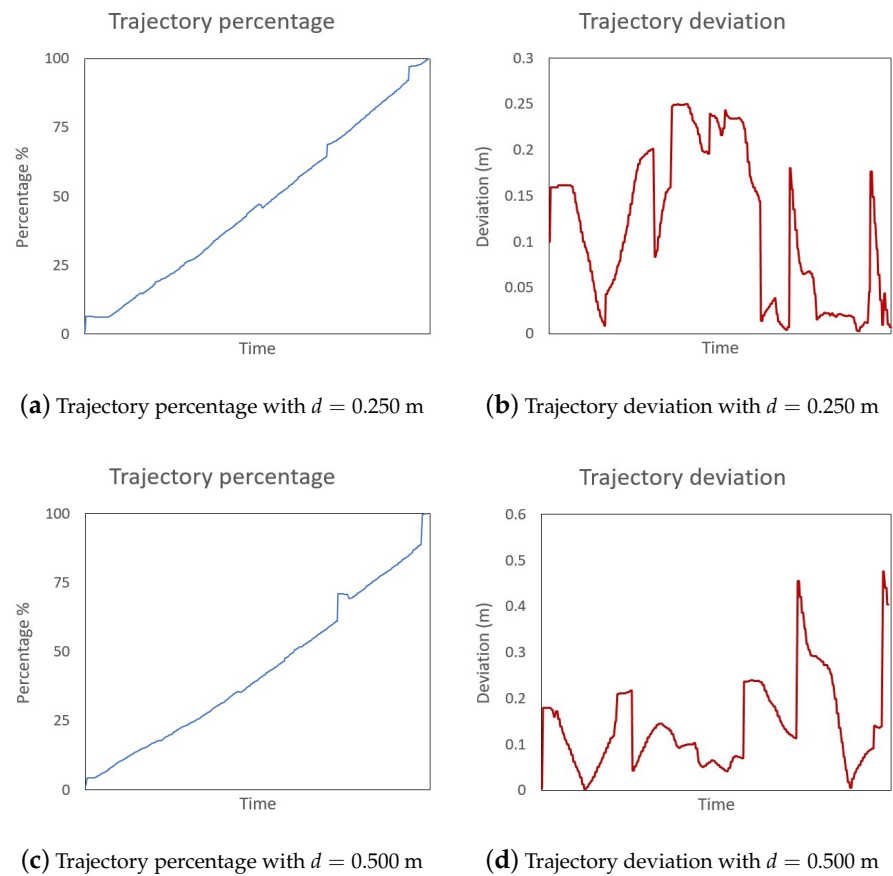 Trajectory percentage
Percentage %
100
75
50
25
0
Time
(a) Trajectory percentage with d = 0.250 m
Trajectory deviation
Deviation (m)
0.3
0.25
0.2
0.15
0.1
0.05
0
Time
(b) Trajectory deviation with d = 0.250 m
Trajectory percentage
Percentage %
100
75
50
25
0
Time
(c) Trajectory percentage with d = 0.500 m
Trajectory deviation
Deviation (m)
0.6
0.5
0.4
0.3
0.2
0.1
0
Time
(d) Trajectory deviation with d = 0.500 m